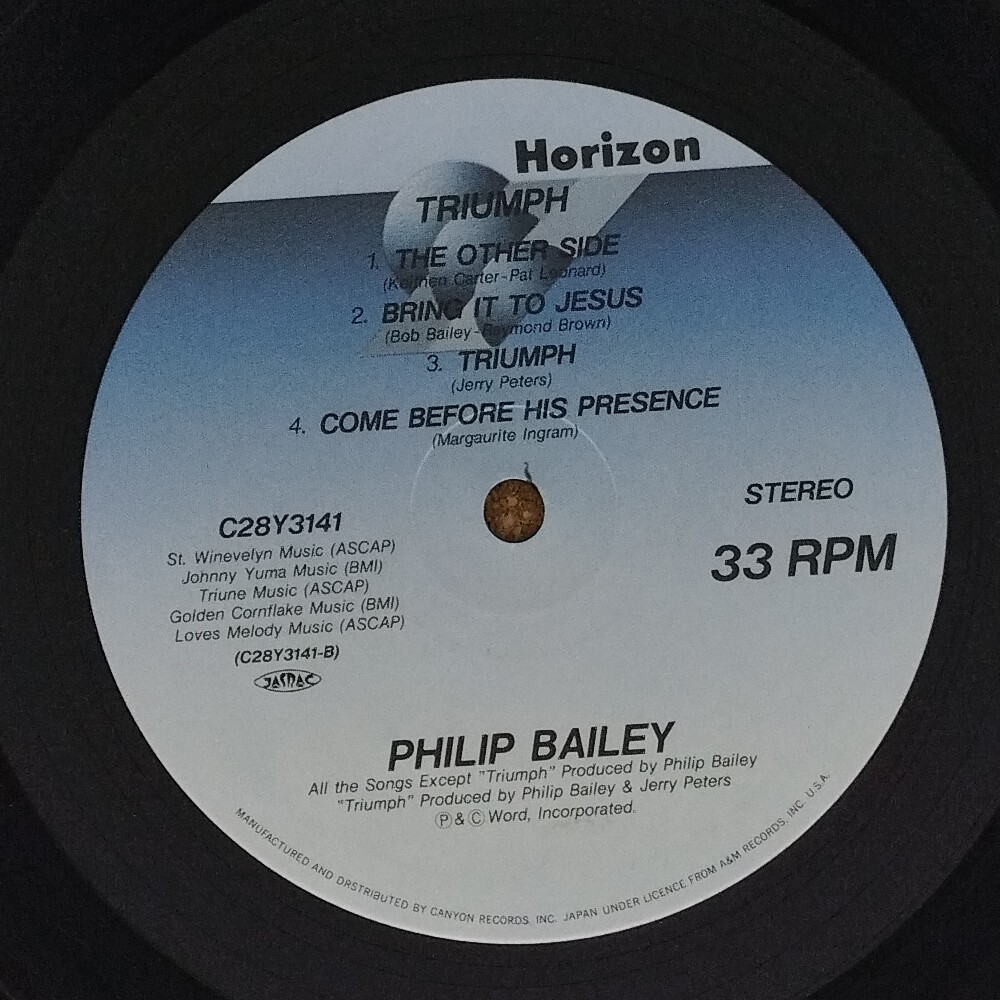 Horizon
TRIUMPH
1. THE OTHER SIDE
(Keithen Carter-Pat Leonard)
2. BRING IT TO JESUS
(Bob Bailey-Raymond Brown)
3. TRIUMPH
(Jerry Peters)
4. COME BEFORE HIS PRESENCE
(Margaurite Ingram)
STEREO
33 RPM
C28Y3141
St. Winevelyn Music (ASCAP)
Johnny Yuma Music (BMI)
Triune Music (ASCAP)
Golden Cornflake Music (BMI)
Loves Melody Music (ASCAP)
(C28Y3141-B)
JASRAC
PHILIP BAILEY
All the Songs Except "Triumph" Produced by Philip Bailey
"Triumph" Produced by Philip Bailey & Jerry Peters
Ⓟ & Ⓒ Word, Incorporated.
MANUFACTURED AND DRSTRIBUTED BY CANYON RECORDS, INC. JAPAN UNDER LICENCE FROM A&M RECORDS, INC. U.S.A.